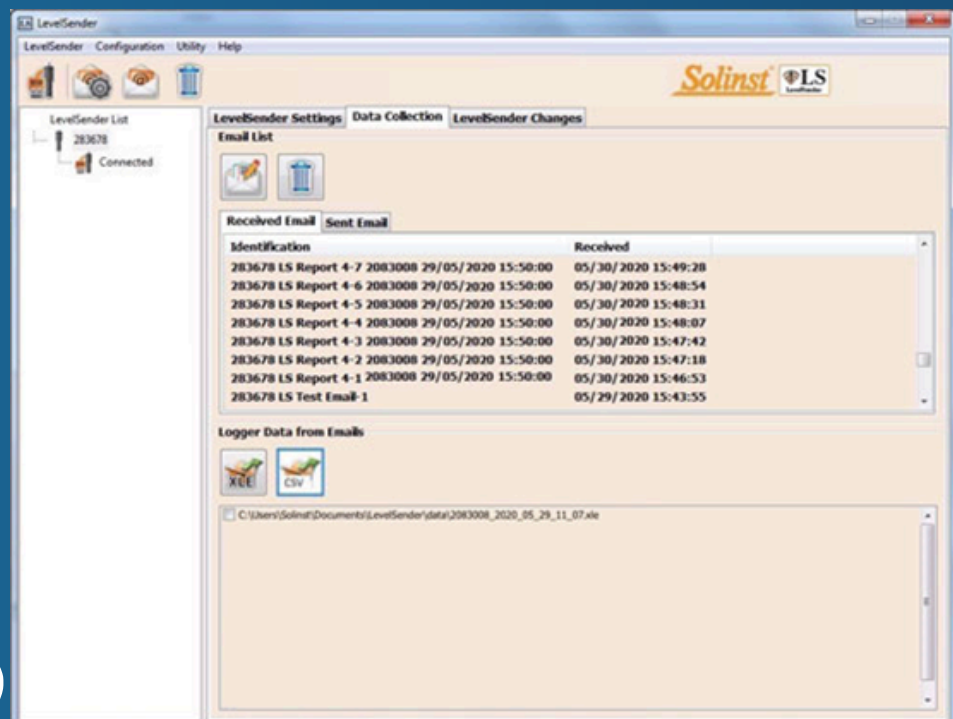 LevelSender
LevelSender Configuration Utility Help
Solinst LS
LevelSender
LevelSender List
283678
Connected
LevelSender Settings Data Collection LevelSender Changes
Email List
Received Email Sent Email
Identification Received
283678 LS Report 4-7 2083008 29/05/2020 15:50:00 05/30/2020 15:49:28
283678 LS Report 4-6 2083008 29/05/2020 15:50:00 05/30/2020 15:48:54
283678 LS Report 4-5 2083008 29/05/2020 15:50:00 05/30/2020 15:48:31
283678 LS Report 4-4 2083008 29/05/2020 15:50:00 05/30/2020 15:48:07
283678 LS Report 4-3 2083008 29/05/2020 15:50:00 05/30/2020 15:47:42
283678 LS Report 4-2 2083008 29/05/2020 15:50:00 05/30/2020 15:47:18
283678 LS Report 4-1 2083008 29/05/2020 15:50:00 05/30/2020 15:46:53
283678 LS Test Email-1 05/29/2020 15:43:55
Logger Data from Emails
XLE CSV
C:\Users\Solinst\Documents\LevelSender\data\2083008_2020_05_29_11_07.xle